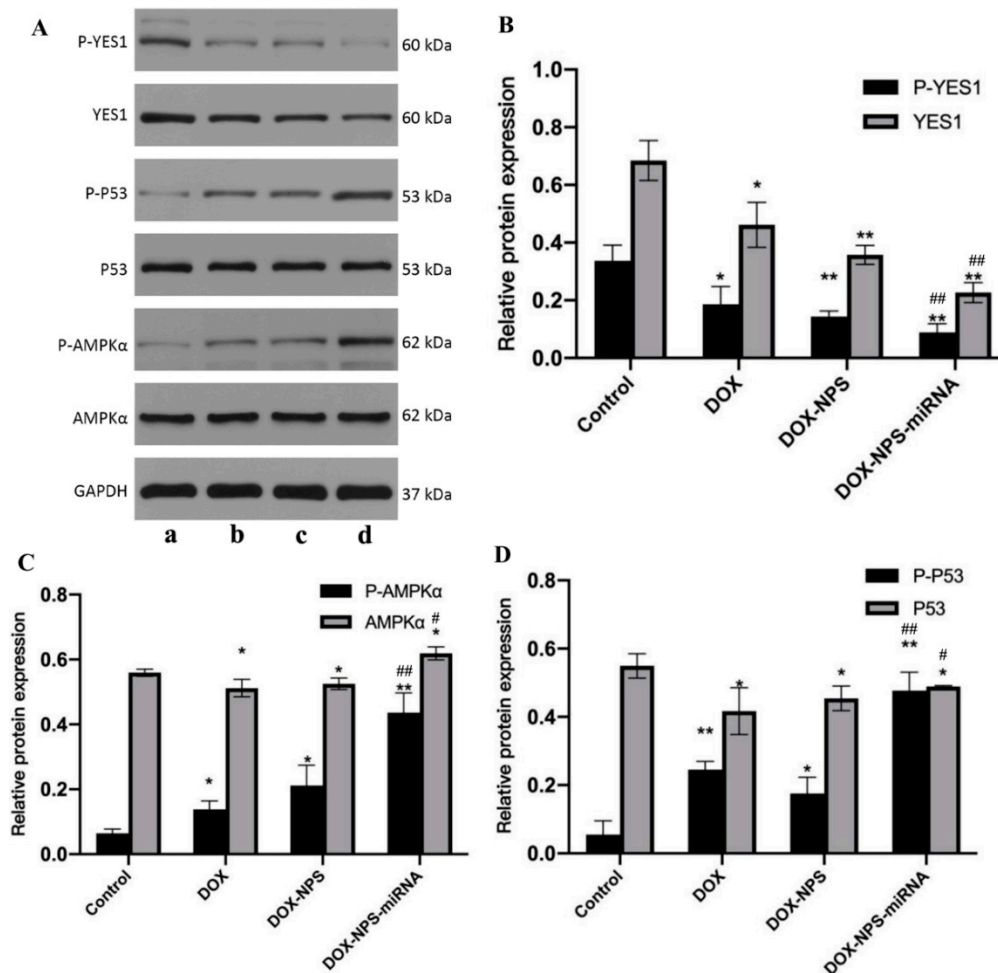 A
P-YES1 60 kDa
YES1 60 kDa
P-P53 53 kDa
P53 53 kDa
P-AMPKα 62 kDa
AMPKα 62 kDa
GAPDH 37 kDa
a b c d
B
Relative protein expression
1.0
0.8
0.6
0.4
0.2
0.0
P-YES1
YES1
*
*
**
**
##
**
##
**
Control
DOX
DOX-NPS
DOX-NPS-miRNA
C
Relative protein expression
0.8
0.6
0.4
0.2
0.0
P-AMPKα
AMPKα
*
*
*
*
##
**
#
*
Control
DOX
DOX-NPS
DOX-NPS-miRNA
D
Relative protein expression
0.8
0.6
0.4
0.2
0.0
P-P53
P53
**
*
*
*
##
**
#
*
Control
DOX
DOX-NPS
DOX-NPS-miRNA